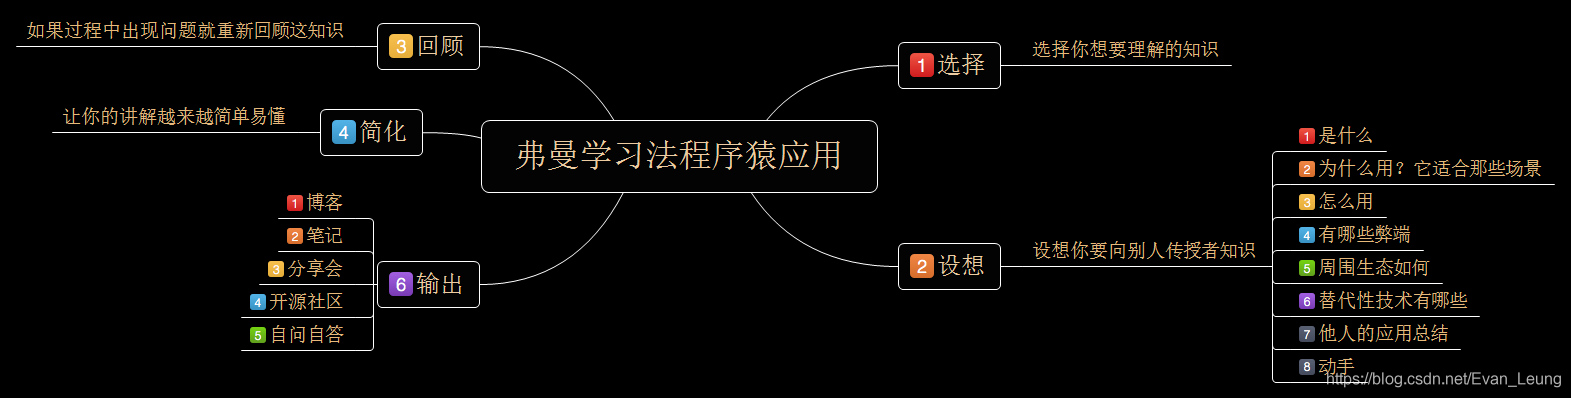 弗曼学习法程序猿应用
1 选择
选择你想要理解的知识
2 设想
设想你要向别人传授者知识
1 是什么
2 为什么用？它适合那些场景
3 怎么用
4 有哪些弊端
5 周围生态如何
6 替代性技术有哪些
7 他人的应用总结
8 动手
3 回顾
如果过程中出现问题就重新回顾这知识
4 简化
让你的讲解越来越简单易懂
6 输出
1 博客
2 笔记
3 分享会
4 开源社区
5 自问自答
https://blog.csdn.net/Evan_Leung